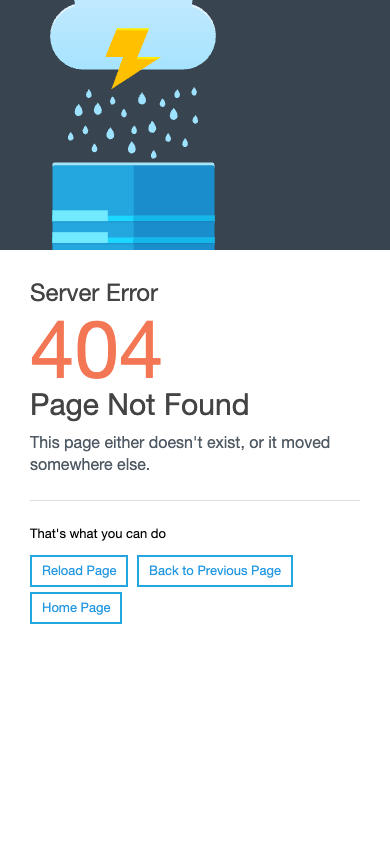 Server Error
404
Page Not Found
This page either doesn't exist, or it moved
somewhere else.
That's what you can do
Reload Page
Back to Previous Page
Home Page